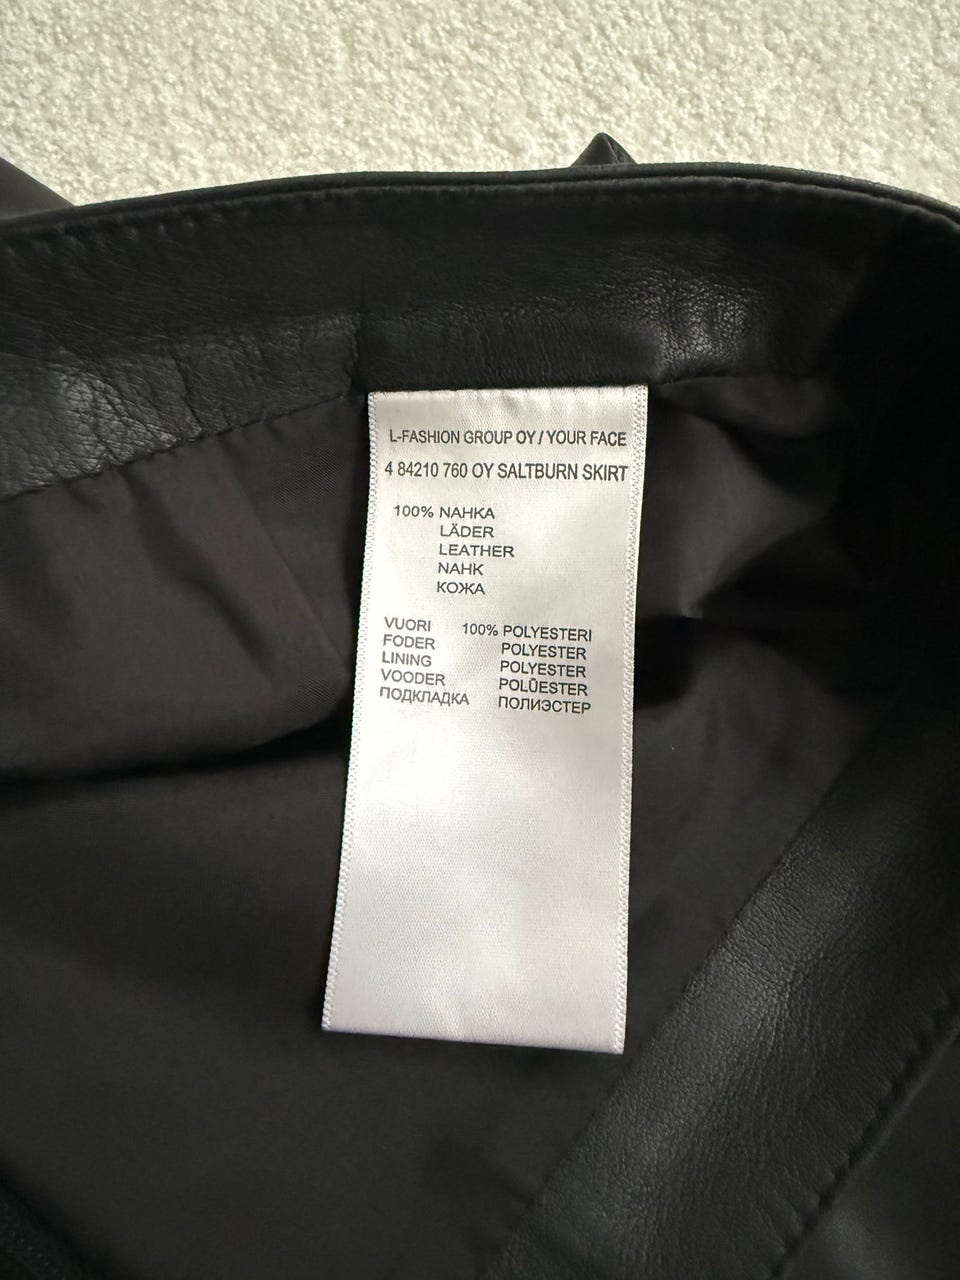 L-FASHION GROUP OY / YOUR FACE
4 84210 760 OY SALTBURN SKIRT
100% NAHKA
LÄDER
LEATHER
NAHK
КОЖА
VUORI 100% POLYESTERI
FODER POLYESTER
LINING POLYESTER
VOODER POLÜESTER
ПОДКЛАДКА ПОЛИЭСТЕР